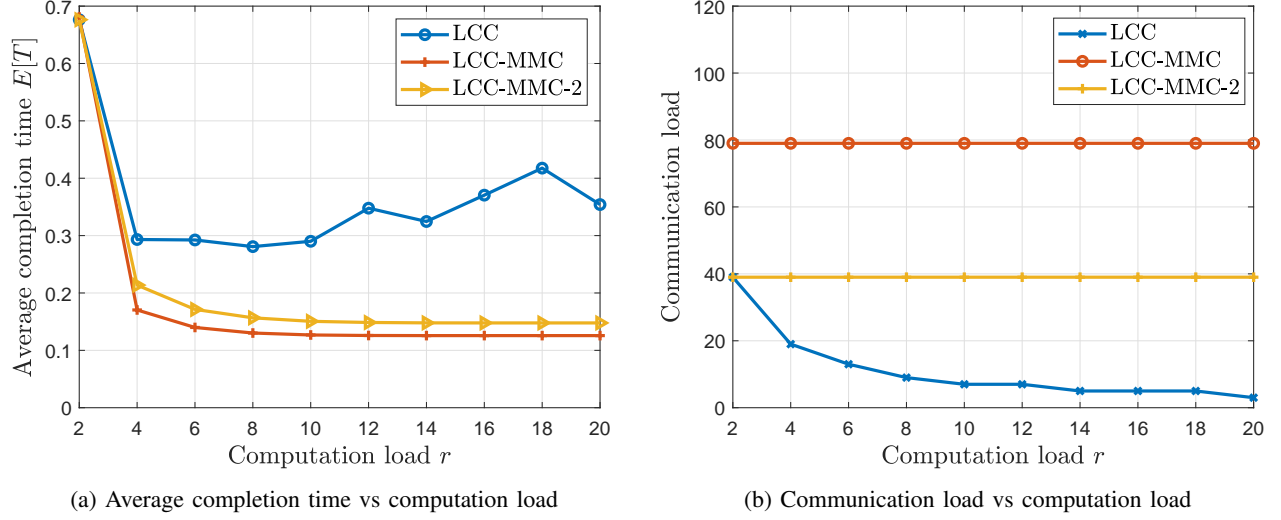 0.7
0.6
0.5
0.4
0.3
0.2
0.1
0
Average completion time E[T]
LCC
LCC-MMC
LCC-MMC-2
2 4 6 8 10 12 14 16 18 20
Computation load r
(a) Average completion time vs computation load
120
100
80
60
40
20
0
Communication load
LCC
LCC-MMC
LCC-MMC-2
2 4 6 8 10 12 14 16 18 20
Computation load r
(b) Communication load vs computation load